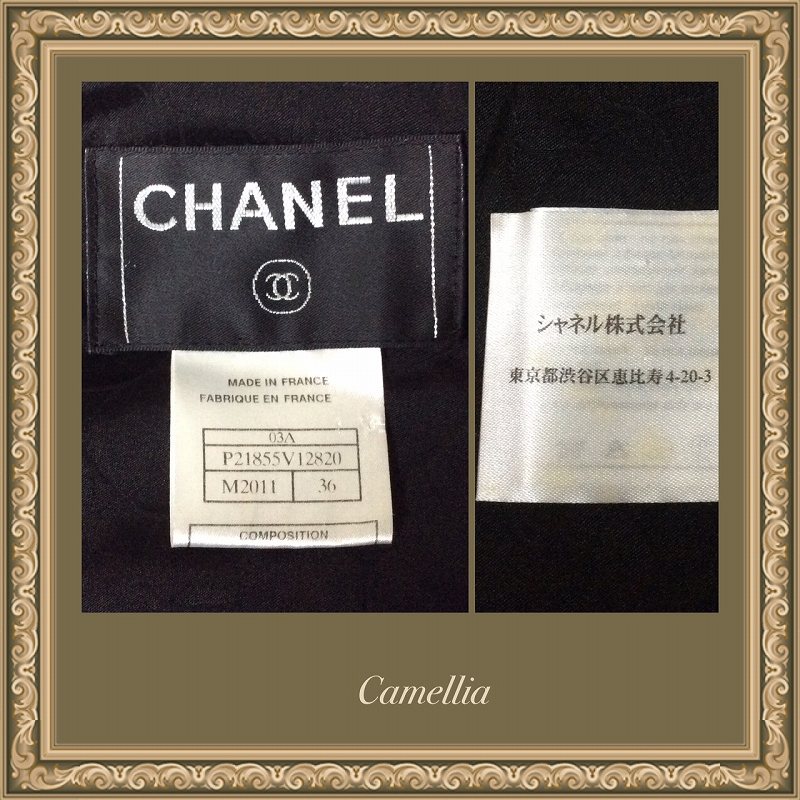 CHANEL
MADE IN FRANCE
FABRIQUE EN FRANCE
03A
P21855V12820
M2011 36
COMPOSITION
シャネル株式会社
東京都渋谷区恵比寿4-20-3
Camellia